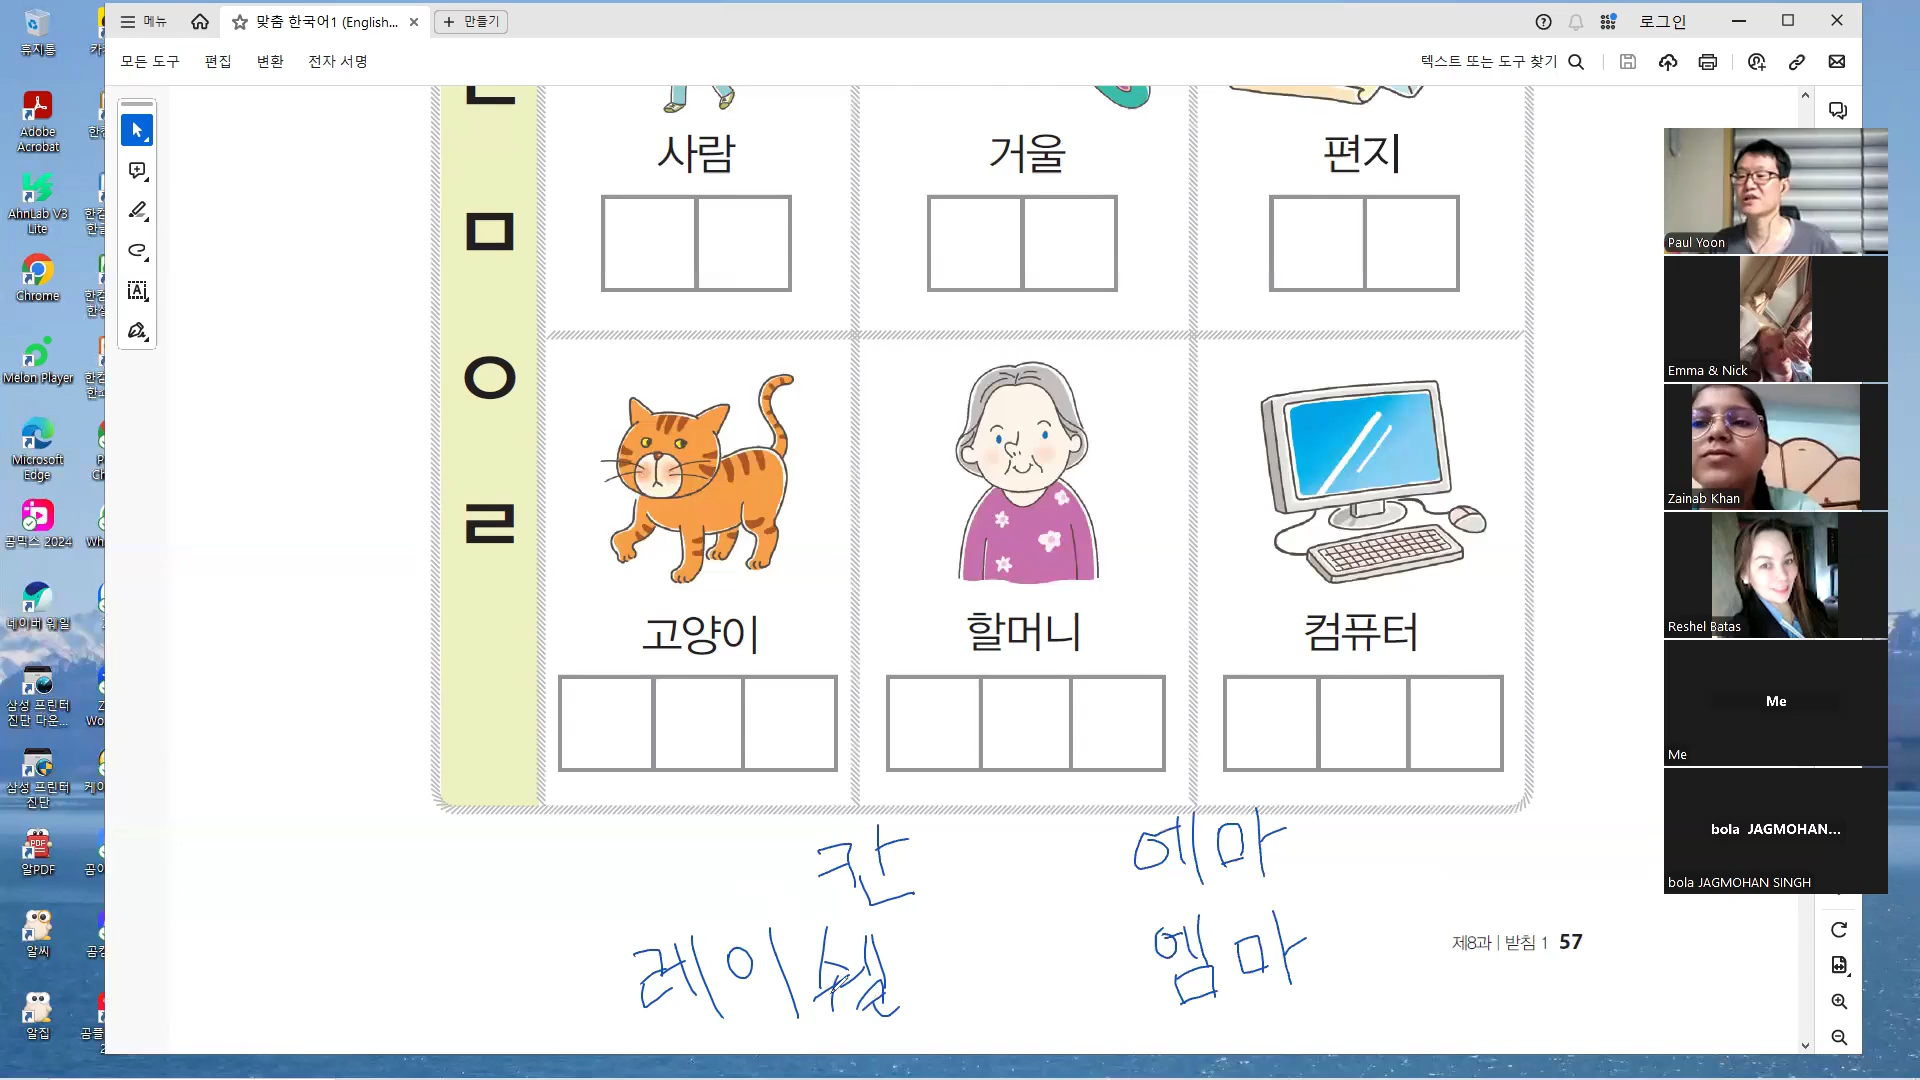 메뉴
맞춤 한국어1 (English...
만들기
로그인
모든 도구
편집
변환
전자 서명
텍스트 또는 도구 찾기
휴지통
Adobe Acrobat
AhnLab V3 Lite
Chrome
Melon Player
Microsoft Edge
곰믹스 2024
네이버 웨일
삼성 프린터 진단 다운...
삼성 프린터 진단
알PDF
알씨
알집
ㅁ
ㅇ
ㄹ
사람
거울
편지
고양이
할머니
컴퓨터
칸
에마
레이
엠마
제8과 | 받침 1 57
Paul Yoon
Emma & Nick
Zainab Khan
Reshel Batas
Me
Me
bola JAGMOHAN...
bola JAGMOHAN SINGH